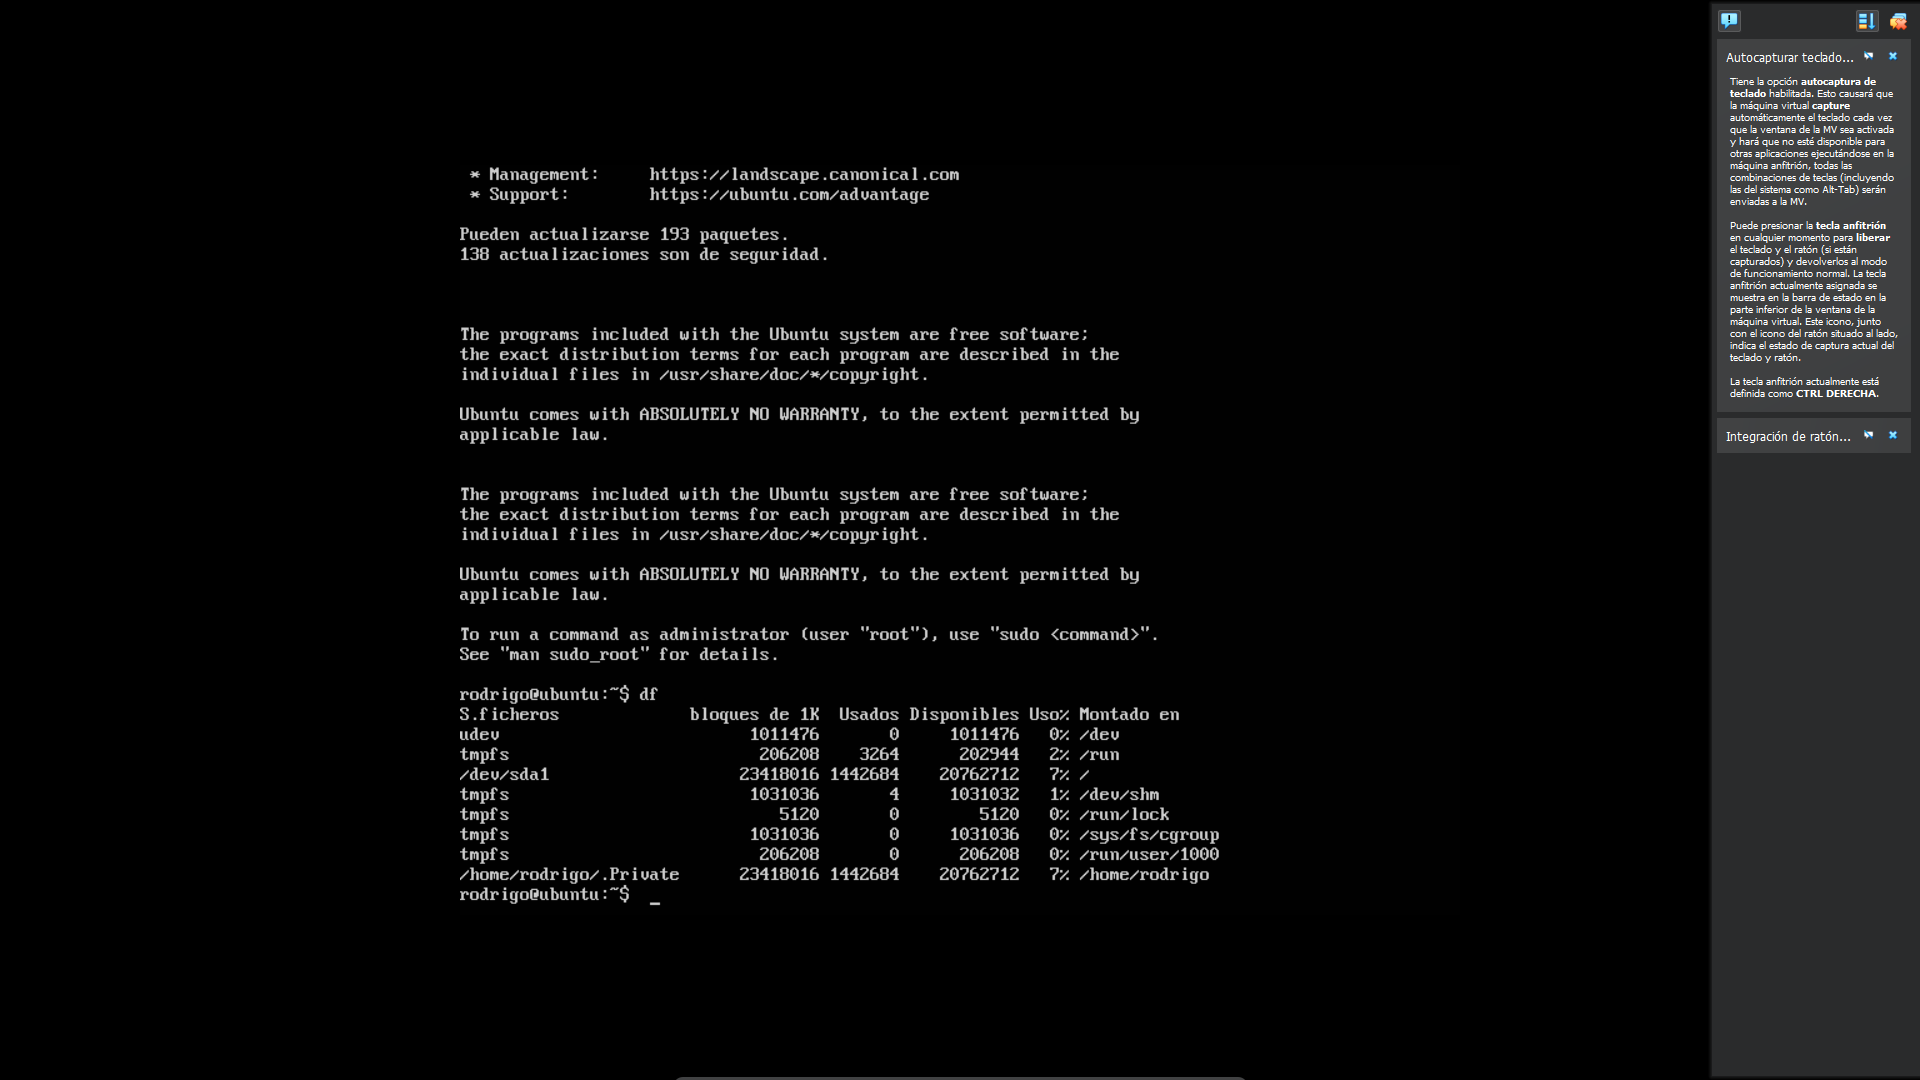 * Management:     https://landscape.canonical.com
* Support:        https://ubuntu.com/advantage
Pueden actualizarse 193 paquetes.
138 actualizaciones son de seguridad.
The programs included with the Ubuntu system are free software;
the exact distribution terms for each program are described in the
individual files in /usr/share/doc/*/copyright.
Ubuntu comes with ABSOLUTELY NO WARRANTY, to the extent permitted by
applicable law.
The programs included with the Ubuntu system are free software;
the exact distribution terms for each program are described in the
individual files in /usr/share/doc/*/copyright.
Ubuntu comes with ABSOLUTELY NO WARRANTY, to the extent permitted by
applicable law.
To run a command as administrator (user "root"), use "sudo <command>".
See "man sudo_root" for details.
rodrigo@ubuntu:~$ df
S.ficheros             bloques de 1K  Usados Disponibles Uso% Montado en
udev                         1011476       0     1011476   0% /dev
tmpfs                         206208    3264      202944   2% /run
/dev/sda1                   23418016 1442684    20762712   7% /
tmpfs                        1031036       4     1031032   1% /dev/shm
tmpfs                           5120       0        5120   0% /run/lock
tmpfs                        1031036       0     1031036   0% /sys/fs/cgroup
tmpfs                         206208       0      206208   0% /run/user/1000
/home/rodrigo/.Private      23418016 1442684    20762712   7% /home/rodrigo
rodrigo@ubuntu:~$  _
Autocapturar teclado...
Tiene la opción autocaptura de
teclado habilitada. Esto causará que
la máquina virtual capture
automáticamente el teclado cada vez
que la ventana de la MV sea activada
y hará que no esté disponible para
otras aplicaciones ejecutándose en la
máquina anfitrión, todas las
combinaciones de teclas (incluyendo
las del sistema como Alt-Tab) serán
enviadas a la MV.
Puede presionar la tecla anfitrión
en cualquier momento para liberar
el teclado y el ratón (si están
capturados) y devolverlos al modo
de funcionamiento normal. La tecla
anfitrión actualmente asignada se
muestra en la barra de estado en la
parte inferior de la ventana de la
máquina virtual. Este icono, junto
con el icono del ratón situado al lado,
indica el estado de captura actual del
teclado y ratón.
La tecla anfitrión actualmente está
definida como CTRL DERECHA.
Integración de ratón...